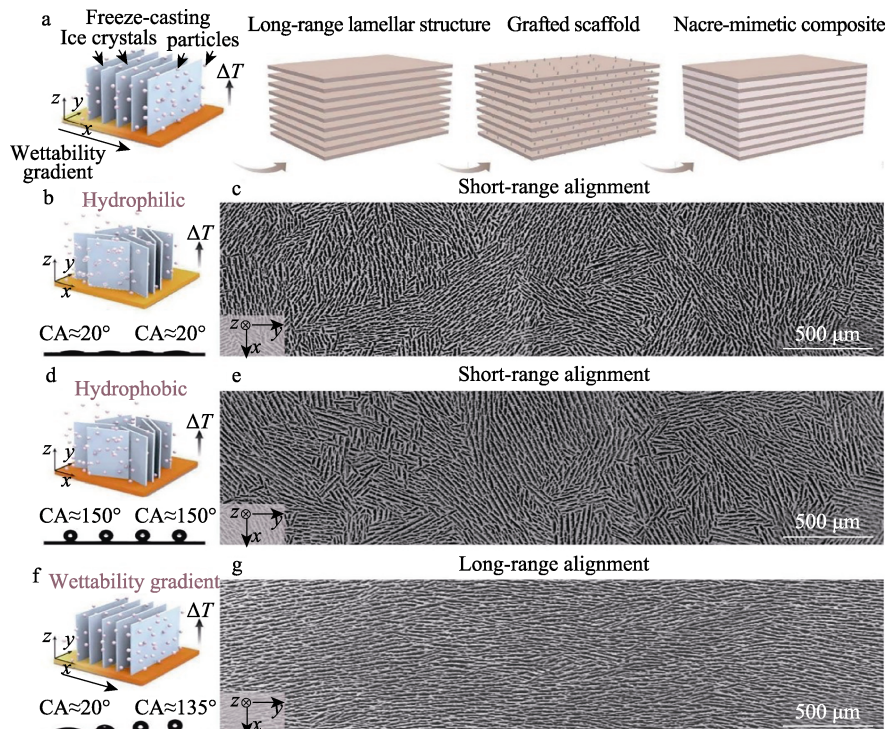 a
Freeze-casting
Ice crystals particles
ΔT
z
y
x
Wettability
gradient
Long-range lamellar structure
Grafted scaffold
Nacre-mimetic composite
b
Hydrophilic
ΔT
z
y
x
CA≈20° CA≈20°
c
Short-range alignment
z⊗
y
x
500 μm
d
Hydrophobic
ΔT
z
y
x
CA≈150° CA≈150°
e
Short-range alignment
z⊗
y
x
500 μm
f
Wettability gradient
ΔT
z
y
x
CA≈20° CA≈135°
g
Long-range alignment
z⊗
y
x
500 μm